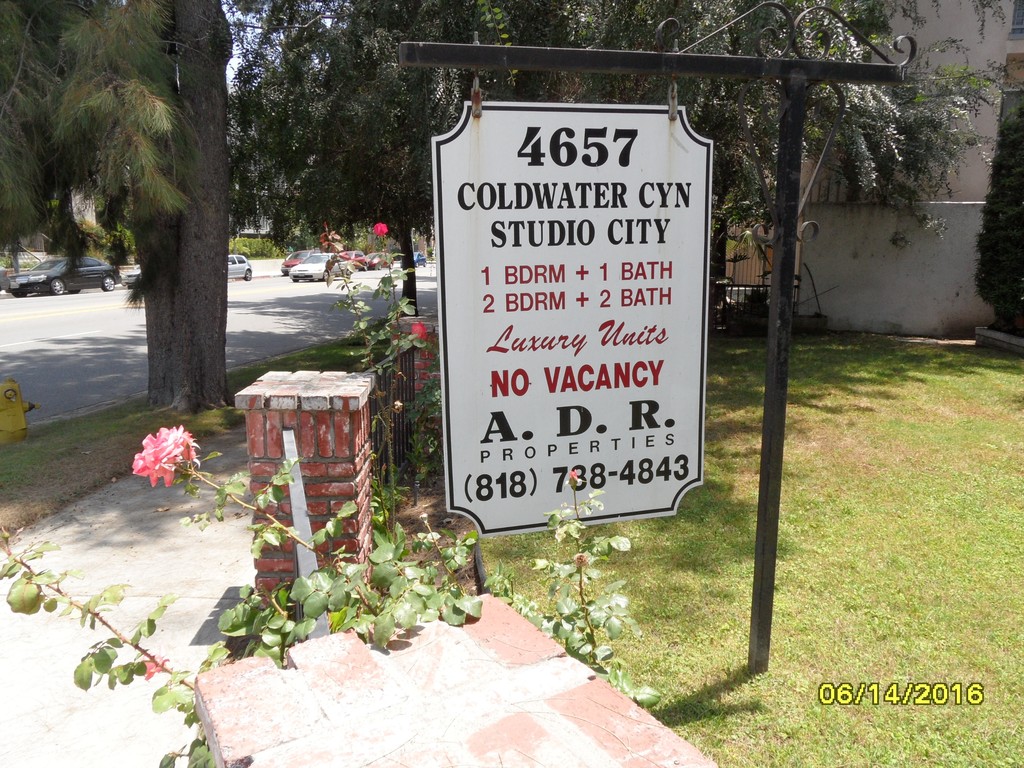 4657
COLDWATER CYN
STUDIO CITY
1 BDRM + 1 BATH
2 BDRM + 2 BATH
Luxury Units
NO VACANCY
A. D. R.
PROPERTIES
(818) 788-4843
06/14/2016